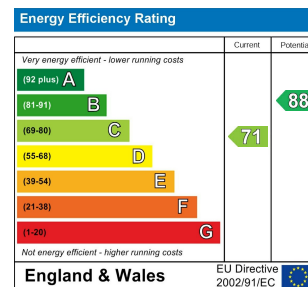 Energy Efficiency Rating
Current
Potentia
Very energy efficient - lower running costs
(92 plus) A
(81-91) B
88
(69-80) C
71
(55-68) D
(39-54) E
(21-38) F
(1-20) G
Not energy efficient - higher running costs
England & Wales
EU Directive
2002/91/EC